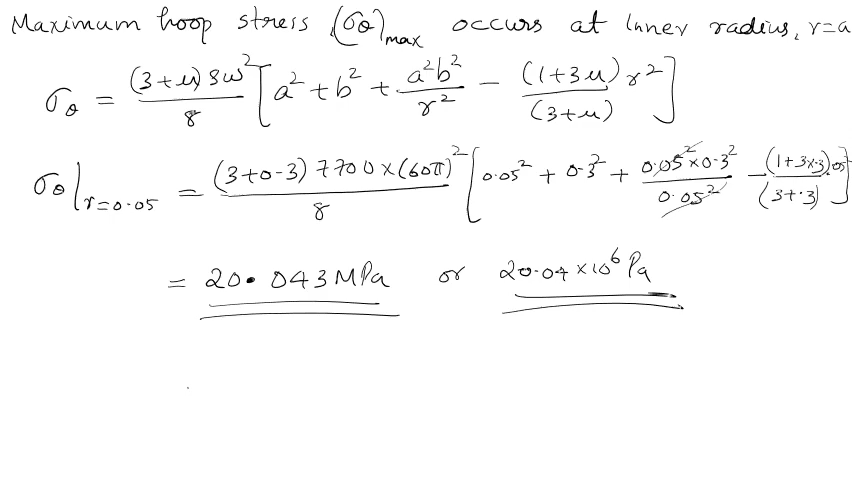 Maximum hoop stress, (σθ)max occurs at inner radius, r=a
σθ = (3+μ)ρω²/8 [a² + b² + a²b²/r² − (1+3μ)r²/(3+μ)]
σθ|r=0.05 = (3+0.3) 7700×(60π)²/8 [0.05² + 0.3² + 0.05²×0.3²/0.05² − (1+3×.3).05²/(3+.3)]
= 20.043 MPa or 20.04×10⁶ Pa